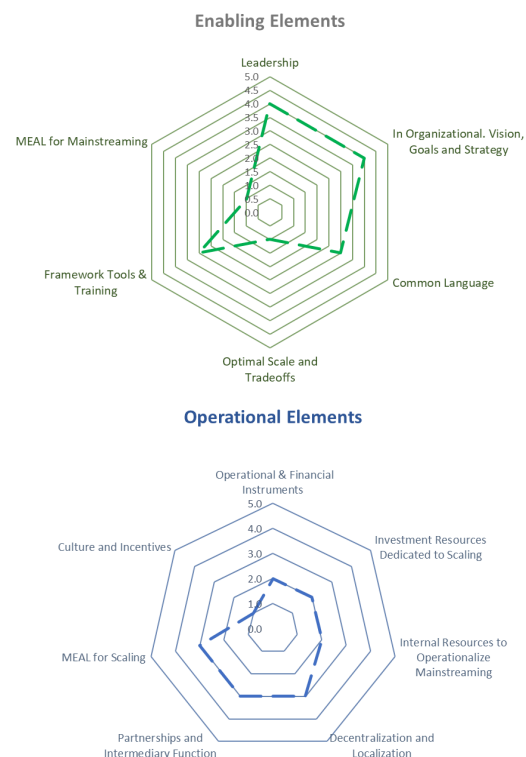 Enabling Elements
Leadership
5.0
4.5
4.0
3.5
3.0
2.5
2.0
1.5
1.0
0.5
0.0
In Organizational. Vision,
Goals and Strategy
MEAL for Mainstreaming
Framework Tools &
Training
Common Language
Optimal Scale and
Tradeoffs
Operational Elements
Operational & Financial
Instruments
5.0
4.0
3.0
2.0
1.0
0.0
Culture and Incentives
Investment Resources
Dedicated to Scaling
Internal Resources to
Operationalize
Mainstreaming
MEAL for Scaling
Partnerships and
Intermediary Function
Decentralization and
Localization